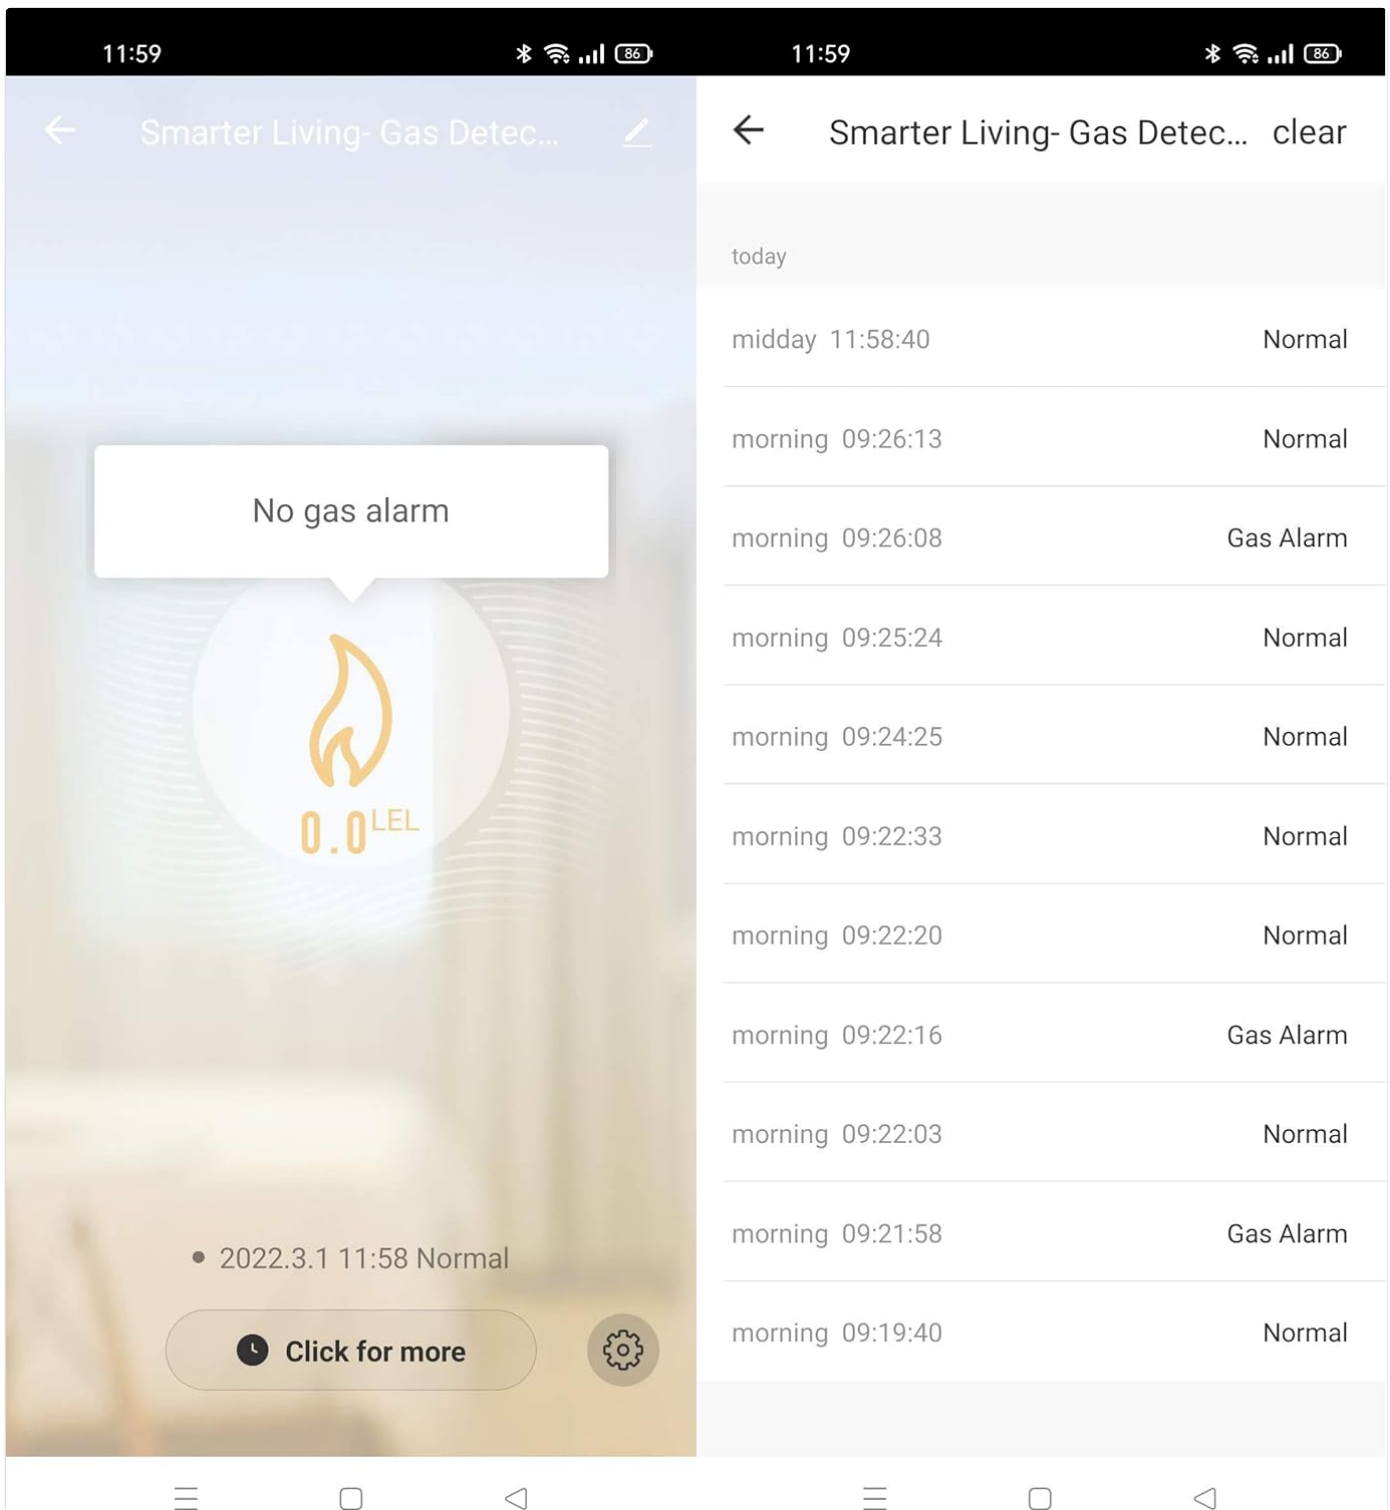 11:59
86
Smarter Living- Gas Detec...
No gas alarm
0.0 LEL
2022.3.1 11:58 Normal
Click for more
11:59
86
Smarter Living- Gas Detec... clear
today
midday 11:58:40 Normal
morning 09:26:13 Normal
morning 09:26:08 Gas Alarm
morning 09:25:24 Normal
morning 09:24:25 Normal
morning 09:22:33 Normal
morning 09:22:20 Normal
morning 09:22:16 Gas Alarm
morning 09:22:03 Normal
morning 09:21:58 Gas Alarm
morning 09:19:40 Normal